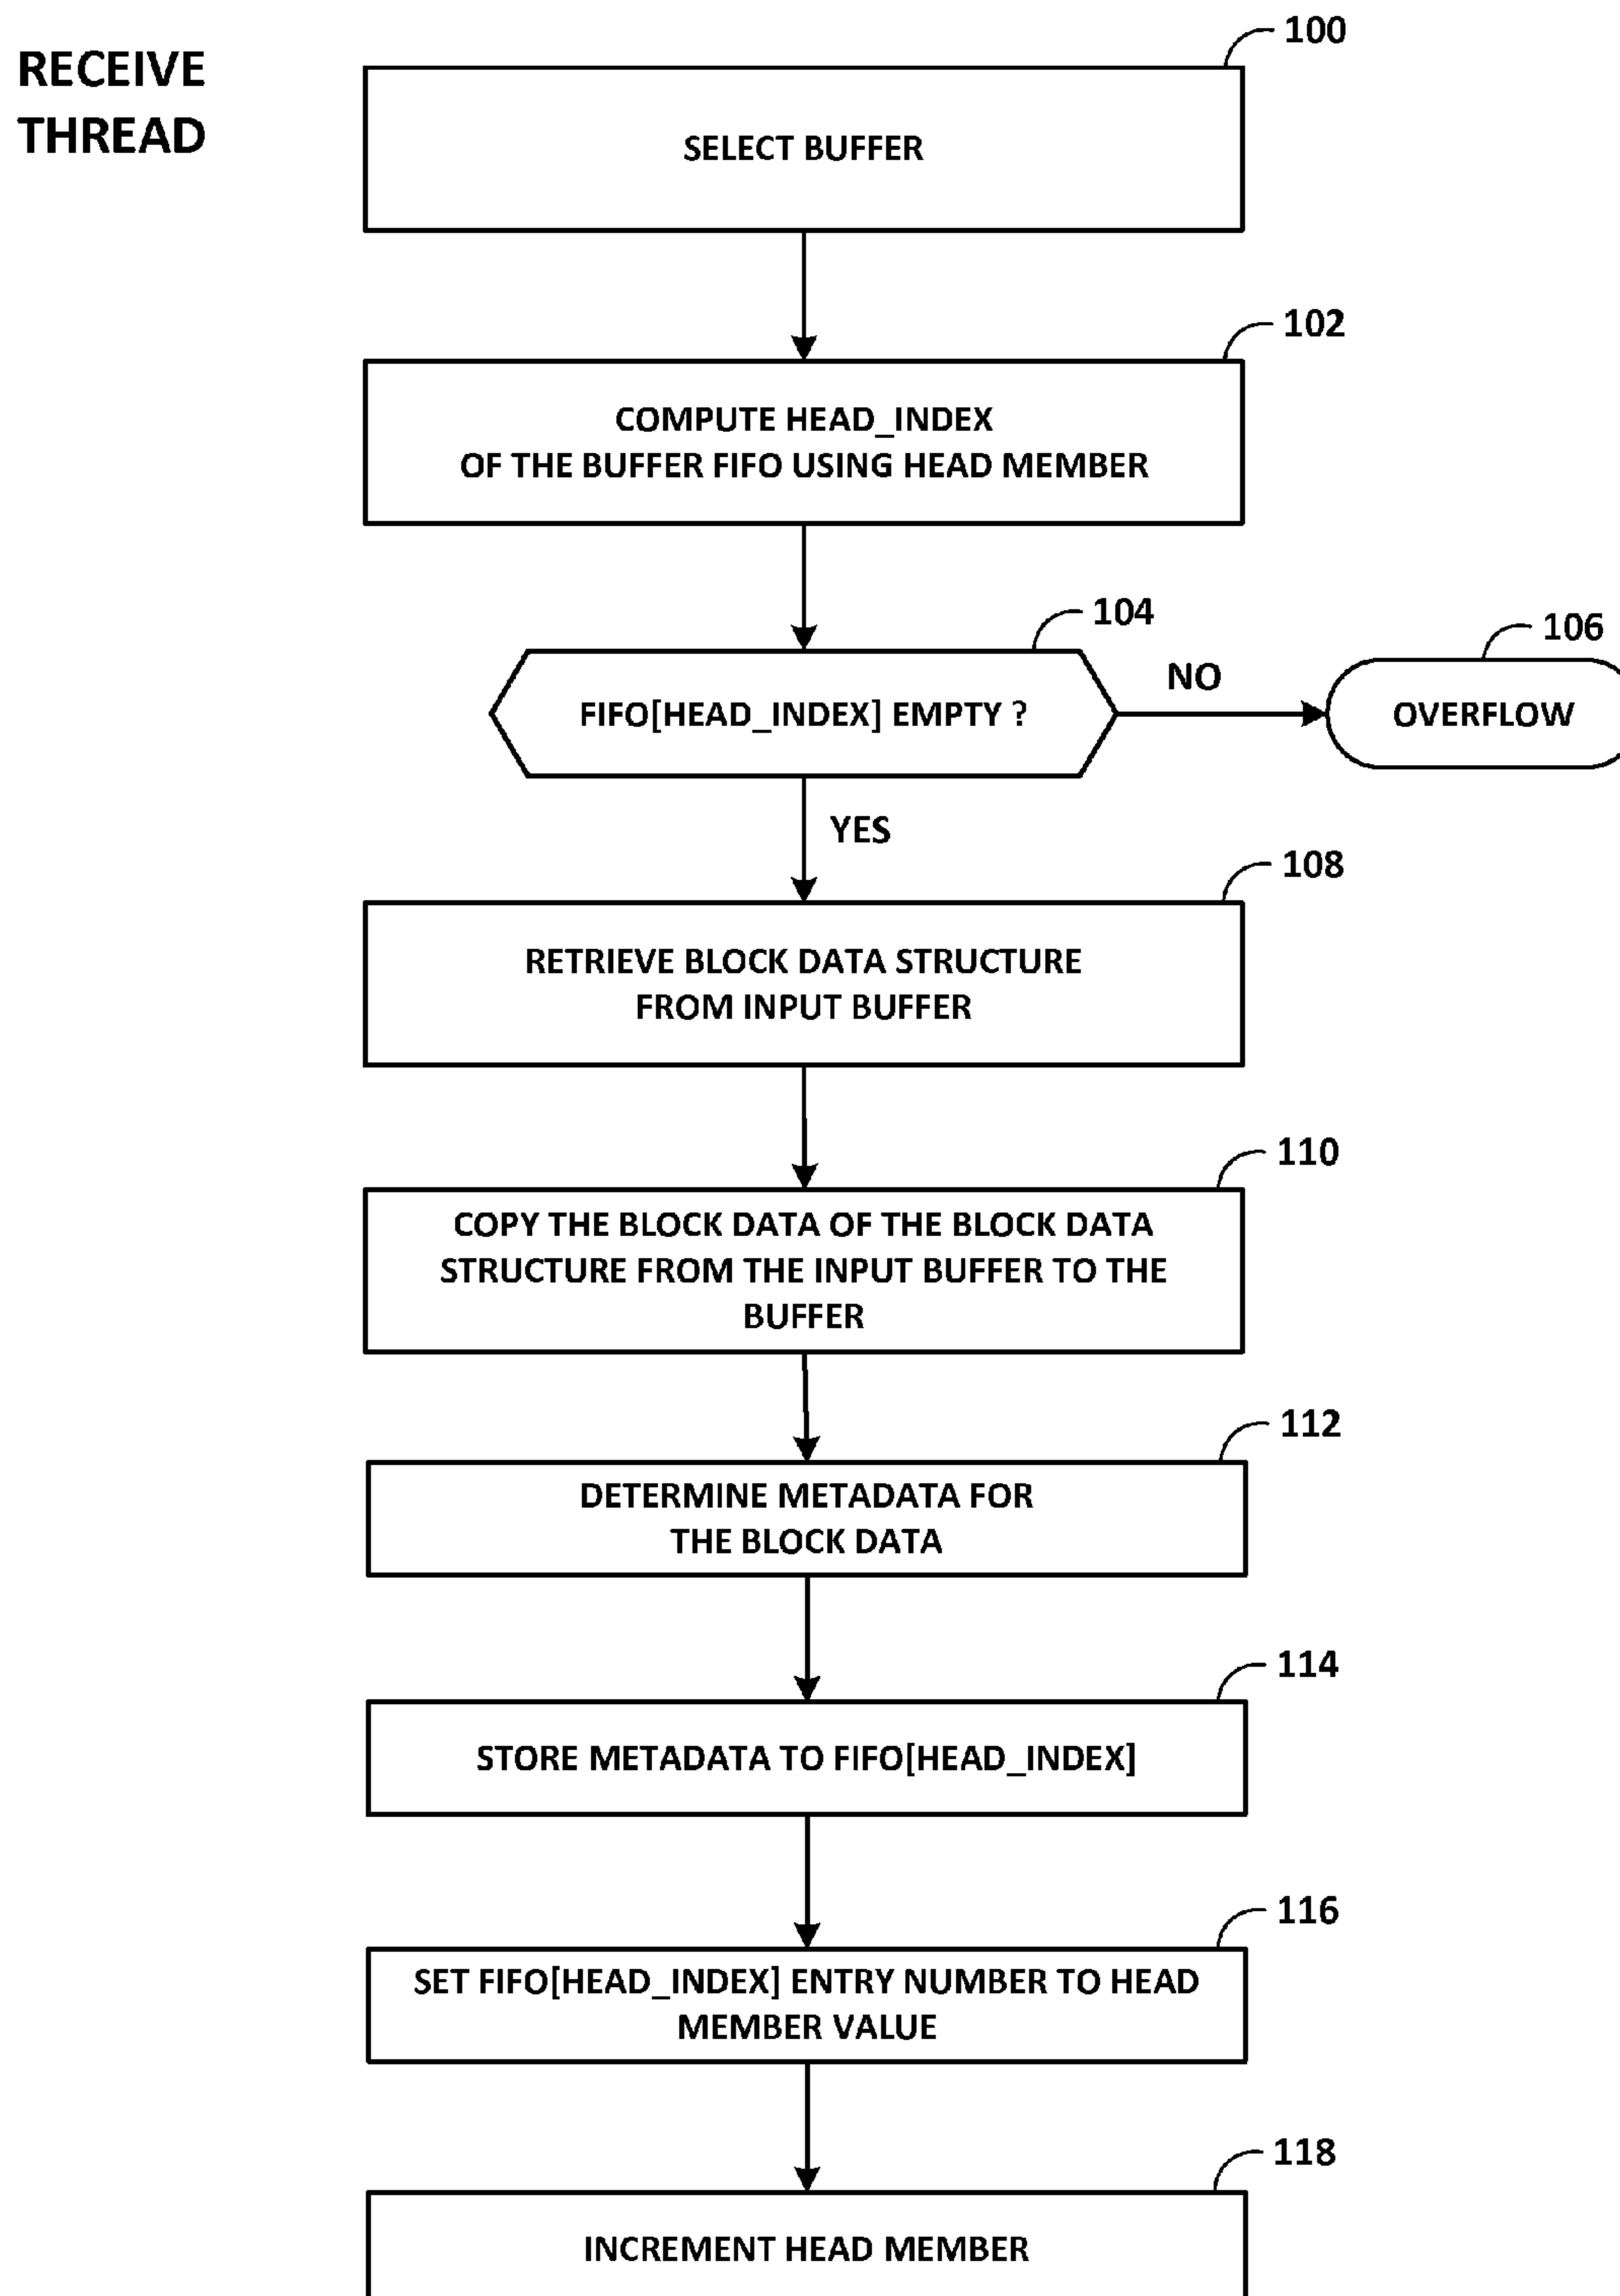 RECEIVE
THREAD
100
SELECT BUFFER
102
COMPUTE HEAD_INDEX
OF THE BUFFER FIFO USING HEAD MEMBER
104
FIFO[HEAD_INDEX] EMPTY ?
NO
106
OVERFLOW
YES
108
RETRIEVE BLOCK DATA STRUCTURE
FROM INPUT BUFFER
110
COPY THE BLOCK DATA OF THE BLOCK DATA
STRUCTURE FROM THE INPUT BUFFER TO THE
BUFFER
112
DETERMINE METADATA FOR
THE BLOCK DATA
114
STORE METADATA TO FIFO[HEAD_INDEX]
116
SET FIFO[HEAD_INDEX] ENTRY NUMBER TO HEAD
MEMBER VALUE
118
INCREMENT HEAD MEMBER